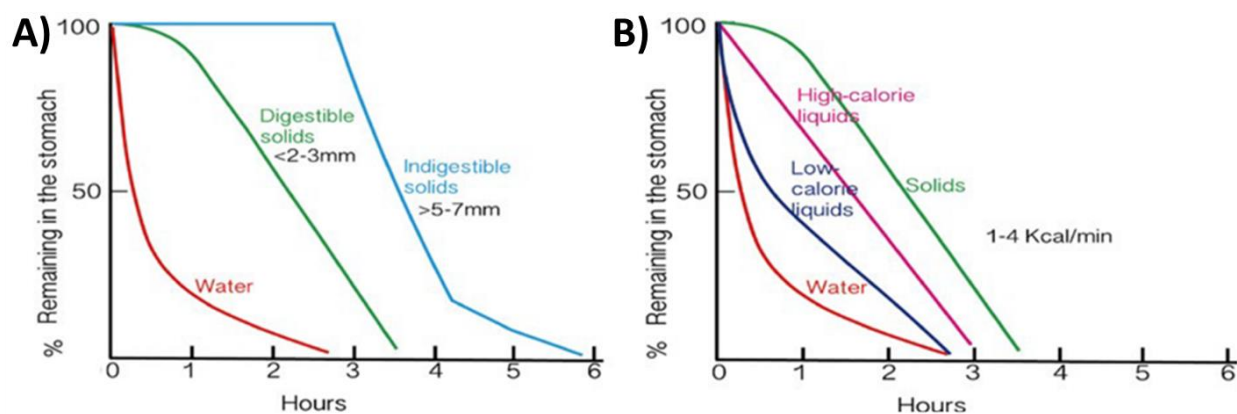 A)
% Remaining in the stomach
100
50
Digestible
solids
<2-3mm
Indigestible
solids
>5-7mm
Water
0 1 2 3 4 5 6
Hours
B)
% Remaining in the stomach
100
50
High-calorie
liquids
Low-
calorie
liquids
Solids
1-4 Kcal/min
Water
0 1 2 3 4 5 6
Hours